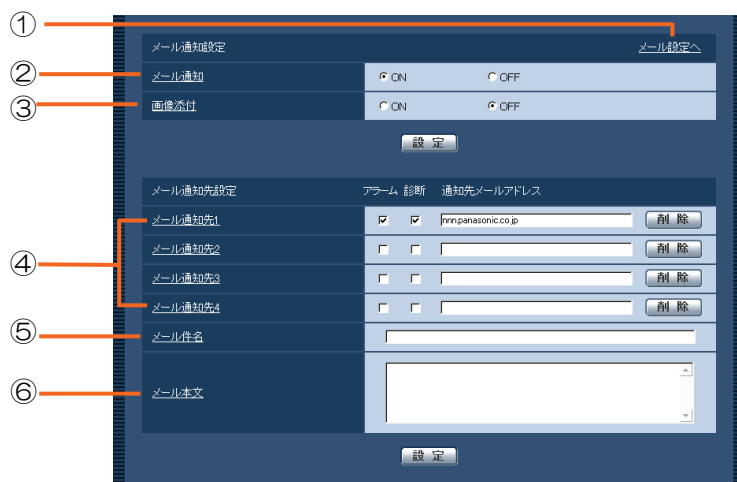 ①
メール通知設定 メール設定へ
② メール通知 ON OFF
③ 画像添付 ON OFF
設 定
メール通知先設定 アラーム 診断 通知先メールアドレス
メール通知先1 nnn.panasonic.co.jp 削 除
メール通知先2 削 除
④
メール通知先3 削 除
メール通知先4 削 除
⑤ メール件名
⑥ メール本文
設 定